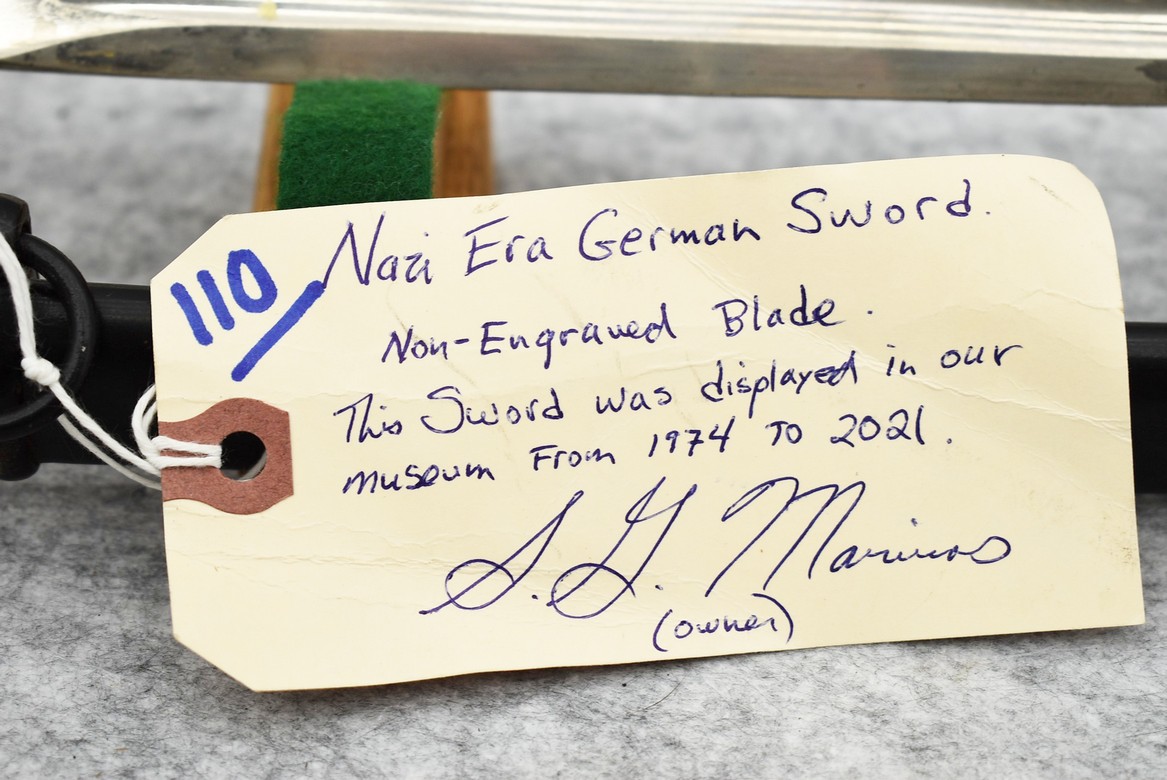 110
Nazi Era German Sword.
Non-Engraved Blade.
This Sword was displayed in our
museum From 1974 To 2021.
S. G. Marinos
(owner)